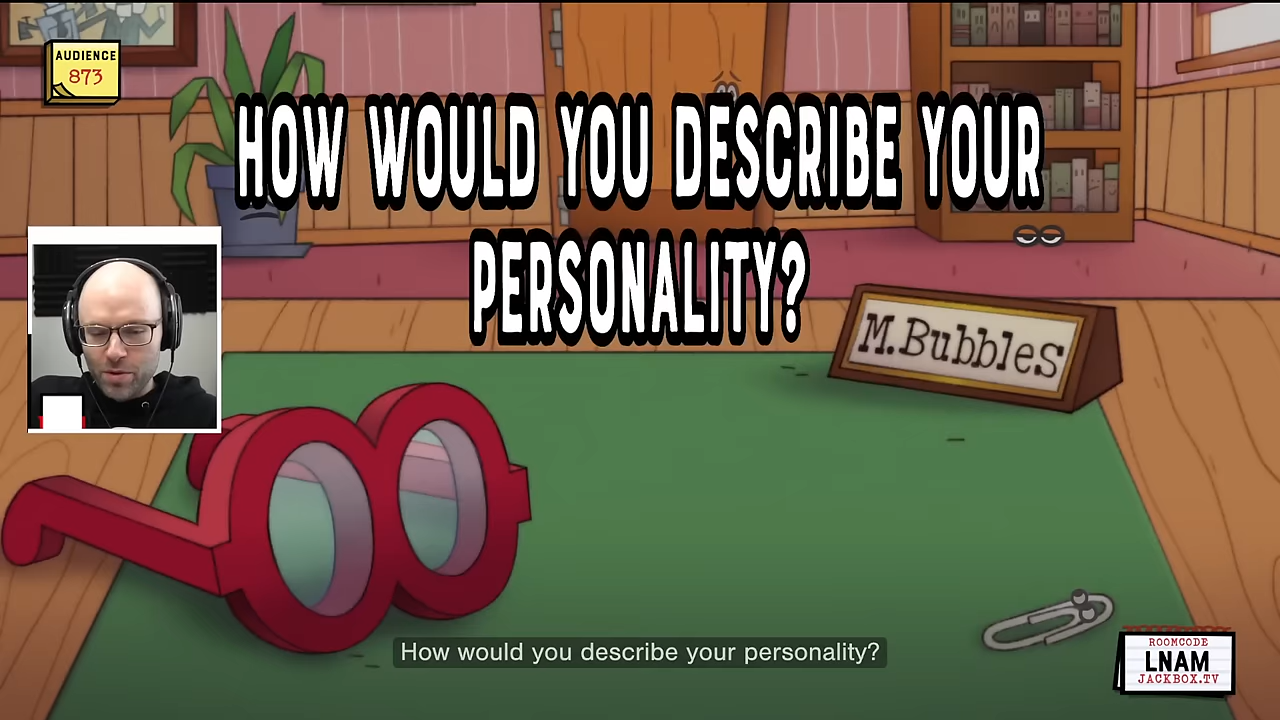 AUDIENCE
873
HOW WOULD YOU DESCRIBE YOUR
PERSONALITY?
M.Bubbles
How would you describe your personality?
ROOMCODE
LNAM
JACKBOX.TV